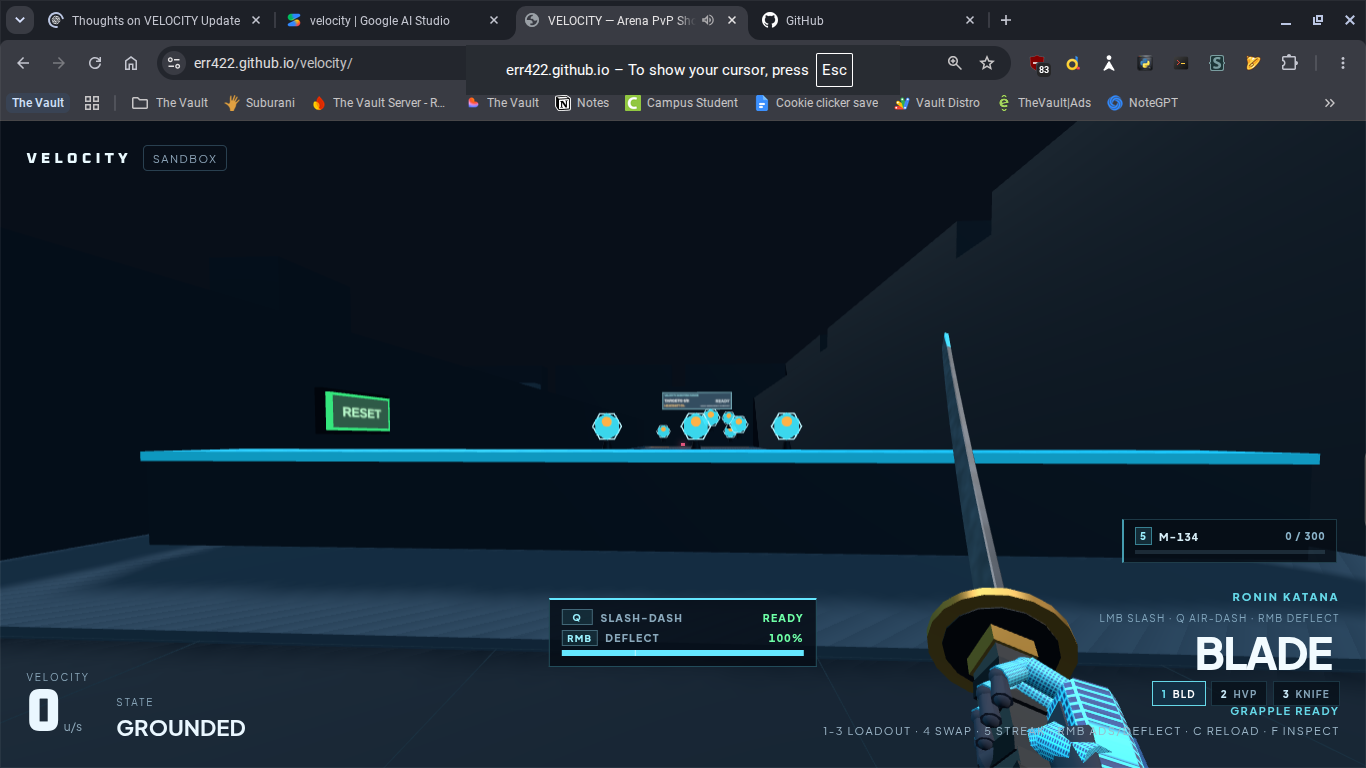 Thoughts on VELOCITY Update
velocity | Google AI Studio
VELOCITY — Arena PvP Sho
GitHub
err422.github.io/velocity/
err422.github.io – To show your cursor, press Esc
83
The Vault
The Vault
Suburani
The Vault Server - R...
The Vault
Notes
Campus Student
Cookie clicker save
Vault Distro
TheVault|Ads
NoteGPT
VELOCITY
SANDBOX
RESET
5 M-134 0 / 300
RONIN KATANA
LMB SLASH · Q AIR-DASH · RMB DEFLECT
BLADE
1 BLD
2 HVP
3 KNIFE
GRAPPLE READY
Q SLASH-DASH READY
RMB DEFLECT 100%
VELOCITY
0 u/s
STATE
GROUNDED
1-3 LOADOUT · 4 SWAP · 5 STREAK · RMB ADS/DEFLECT · C RELOAD · F INSPECT